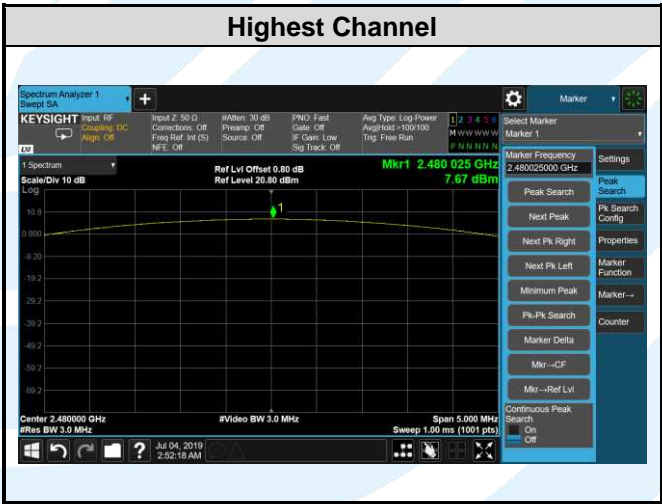 Highest Channel
Spectrum Analyzer 1
Swept SA
+
Marker
KEYSIGHT
Input: RF
Coupling: DC
Align: Off
Input Z: 50 Ω
Corrections: Off
Freq Ref: Int (S)
NFE: Off
#Atten: 30 dB
Preamp: Off
Source: Off
PNO: Fast
Gate: Off
IF Gain: Low
Sig Track: Off
Avg Type: Log-Power
Avg|Hold:>100/100
Trig: Free Run
1 2 3 4 5 6
M W W W W W
P N N N N N
LXI
Select Marker
Marker 1
1 Spectrum
Scale/Div 10 dB
Log
Ref Lvl Offset 0.80 dB
Ref Level 20.80 dBm
Mkr1 2.480 025 GHz
7.67 dBm
1
10.8
0.800
-9.20
-19.2
-29.2
-39.2
-49.2
-59.2
-69.2
Center 2.480000 GHz
#Res BW 3.0 MHz
#Video BW 3.0 MHz
Span 5.000 MHz
Sweep 1.00 ms (1001 pts)
Marker Frequency
2.480025000 GHz
Peak Search
Next Peak
Next Pk Right
Next Pk Left
Minimum Peak
Pk-Pk Search
Marker Delta
Mkr→CF
Mkr→Ref Lvl
Continuous Peak
Search
On
Off
Settings
Peak
Search
Pk Search
Config
Properties
Marker
Function
Marker→
Counter
?
Jul 04, 2019
2:52:18 AM